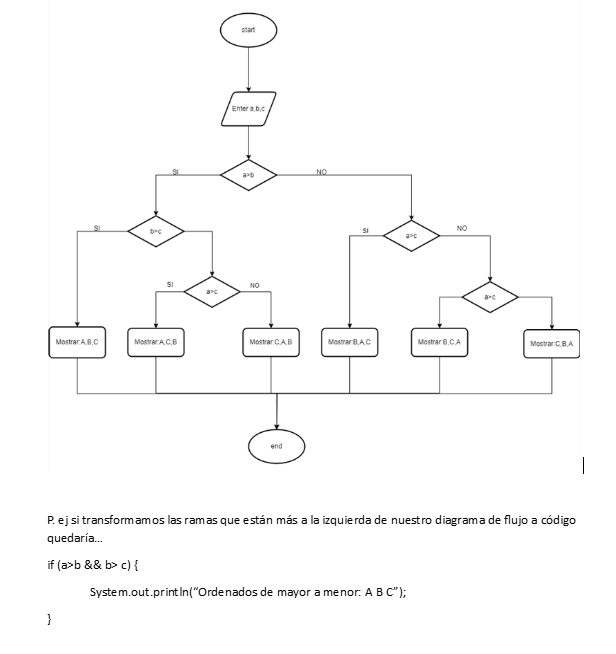 start
Enter a,b,c
a>b
SI
NO
b>c
SI
a>c
SI
NO
a>c
SI
NO
a>c
Mostrar:A,B,C
Mostrar:A,C,B
Mostrar:C,A,B
Mostrar:B,A,C
Mostrar:B,C,A
Mostrar:C,B,A
end
P. ej si transformamos las ramas que están más a la izquierda de nuestro diagrama de flujo a código
quedaría...
if (a>b && b> c) {
System.out.println(“Ordenados de mayor a menor: A B C”);
}